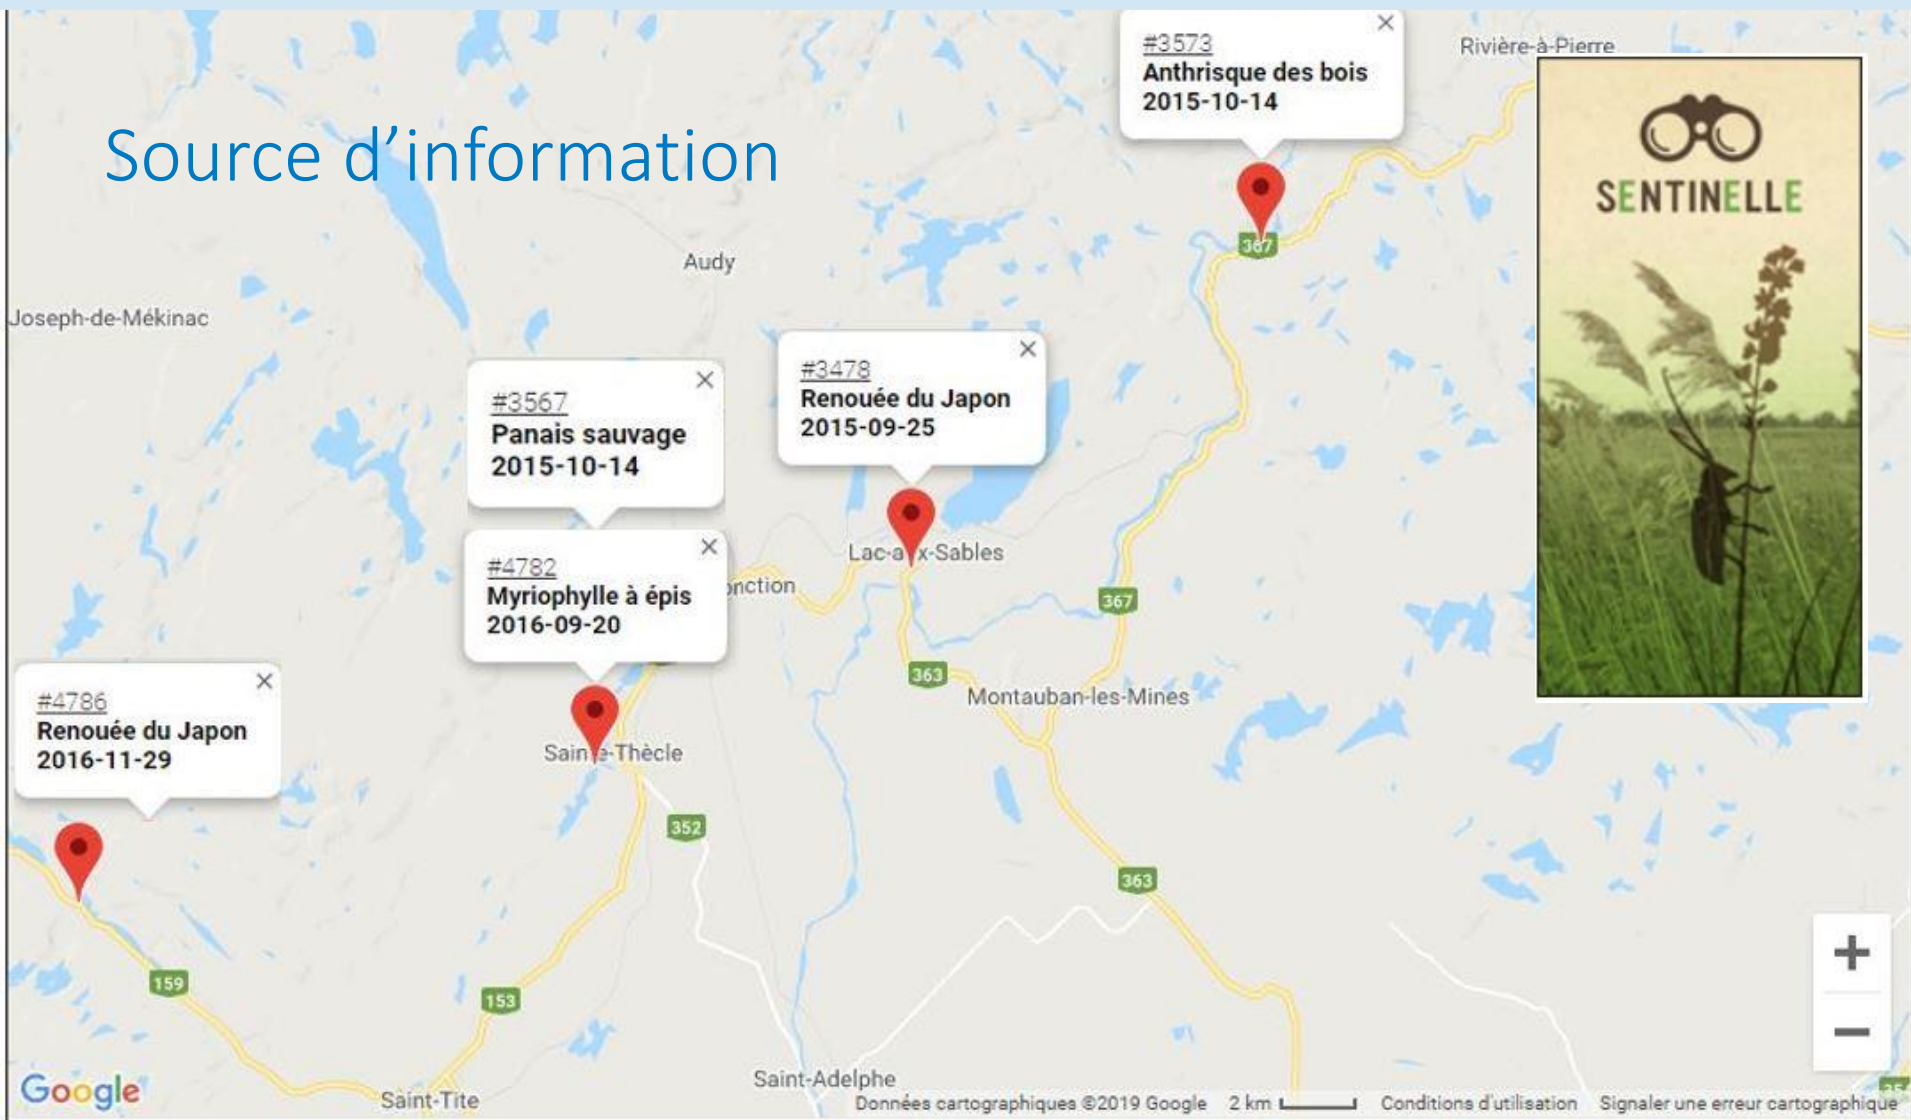 #3573
Anthrisque des bois
2015-10-14
Rivière-à-Pierre
SENTINELLE
Source d'information
367
Audy
Joseph-de-Mékinac
#3567
Panais sauvage
2015-10-14
#3478
Renouée du Japon
2015-09-25
Lac-aux-Sables
#4782
Myriophylle à épis
2016-09-20
onction
367
363
Montauban-les-Mines
#4786
Renouée du Japon
2016-11-29
Sainte-Thècle
352
363
159
153
Saint-Adelphe
Saint-Tite
Google
Données cartographiques ©2019 Google 2 km Conditions d'utilisation Signaler une erreur cartographique